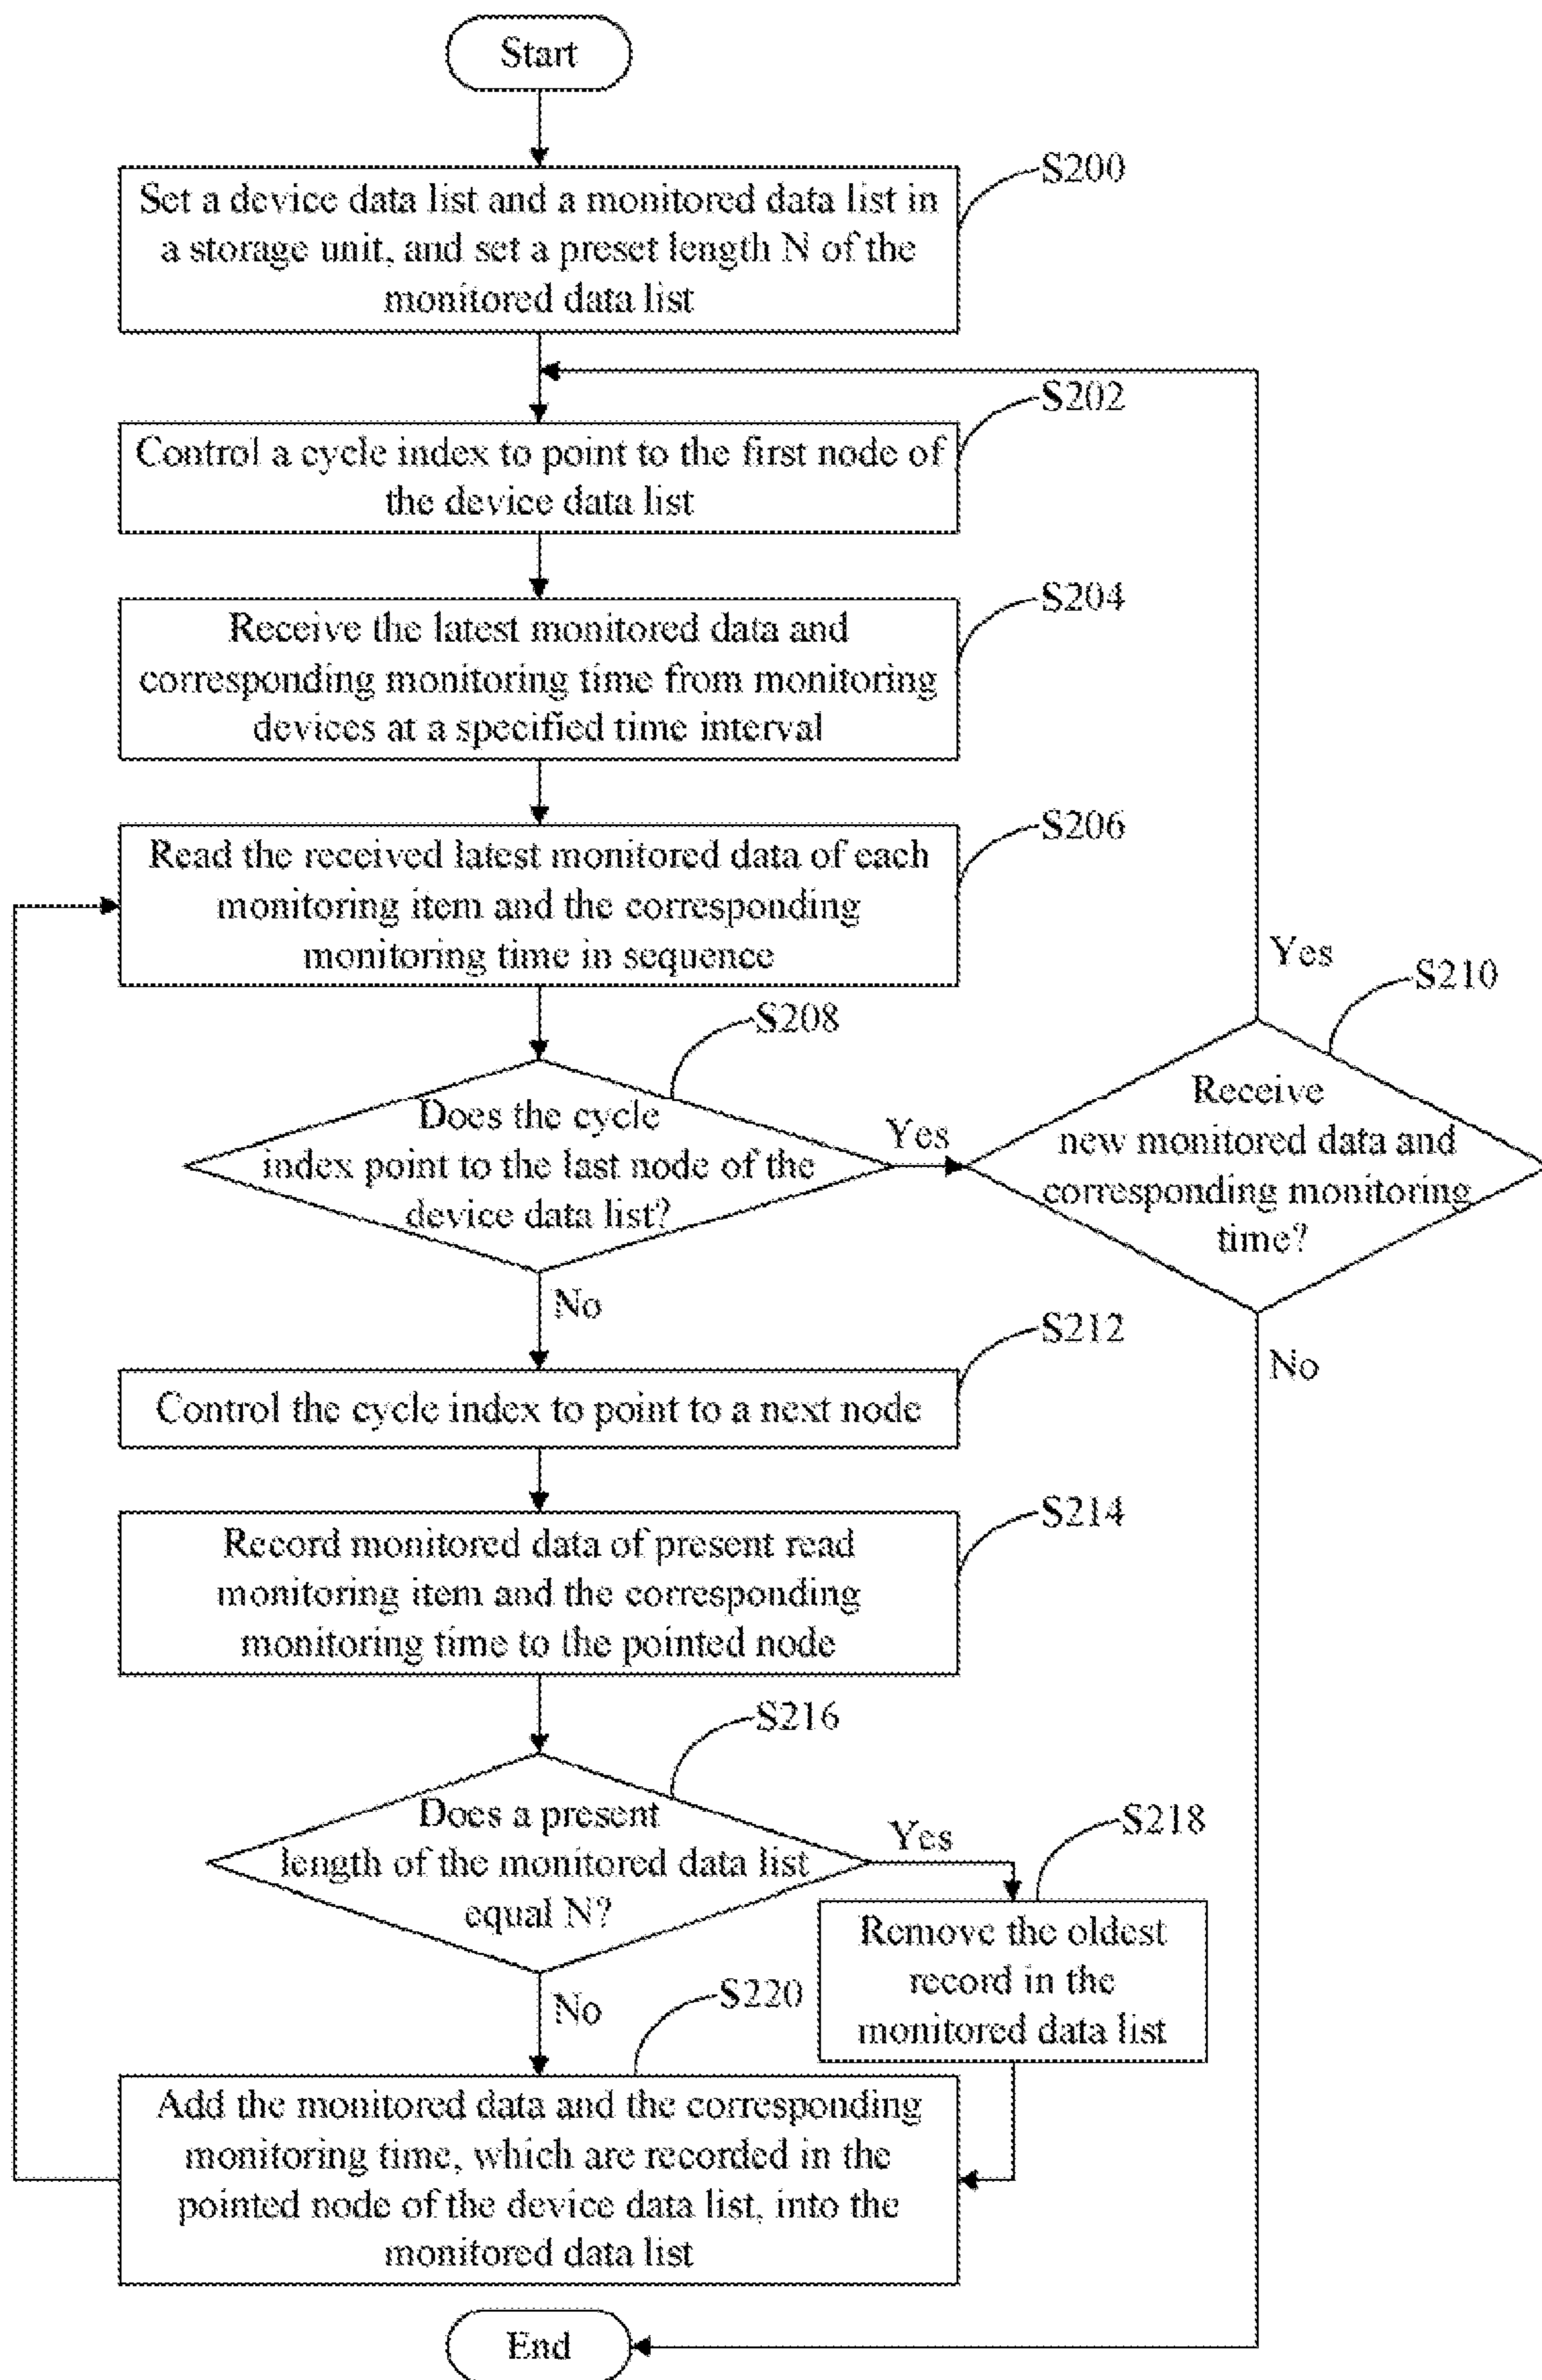 Start
S200
Set a device data list and a monitored data list in
a storage unit, and set a preset length N of the
monitored data list
S202
Control a cycle index to point to the first node of
the device data list
S204
Receive the latest monitored data and
corresponding monitoring time from monitoring
devices at a specified time interval
S206
Read the received latest monitored data of each
monitoring item and the corresponding
monitoring time in sequence
Yes
S210
S208
Does the cycle
index point to the last node of the
device data list?
Yes
Receive
new monitored data and
corresponding monitoring
time?
No
No
S212
Control the cycle index to point to a next node
S214
Record monitored data of present read
monitoring item and the corresponding
monitoring time to the pointed node
S216
Does a present
length of the monitored data list
equal N?
Yes
S218
Remove the oldest
record in the
monitored data list
No
S220
Add the monitored data and the corresponding
monitoring time, which are recorded in the
pointed node of the device data list, into the
monitored data list
End